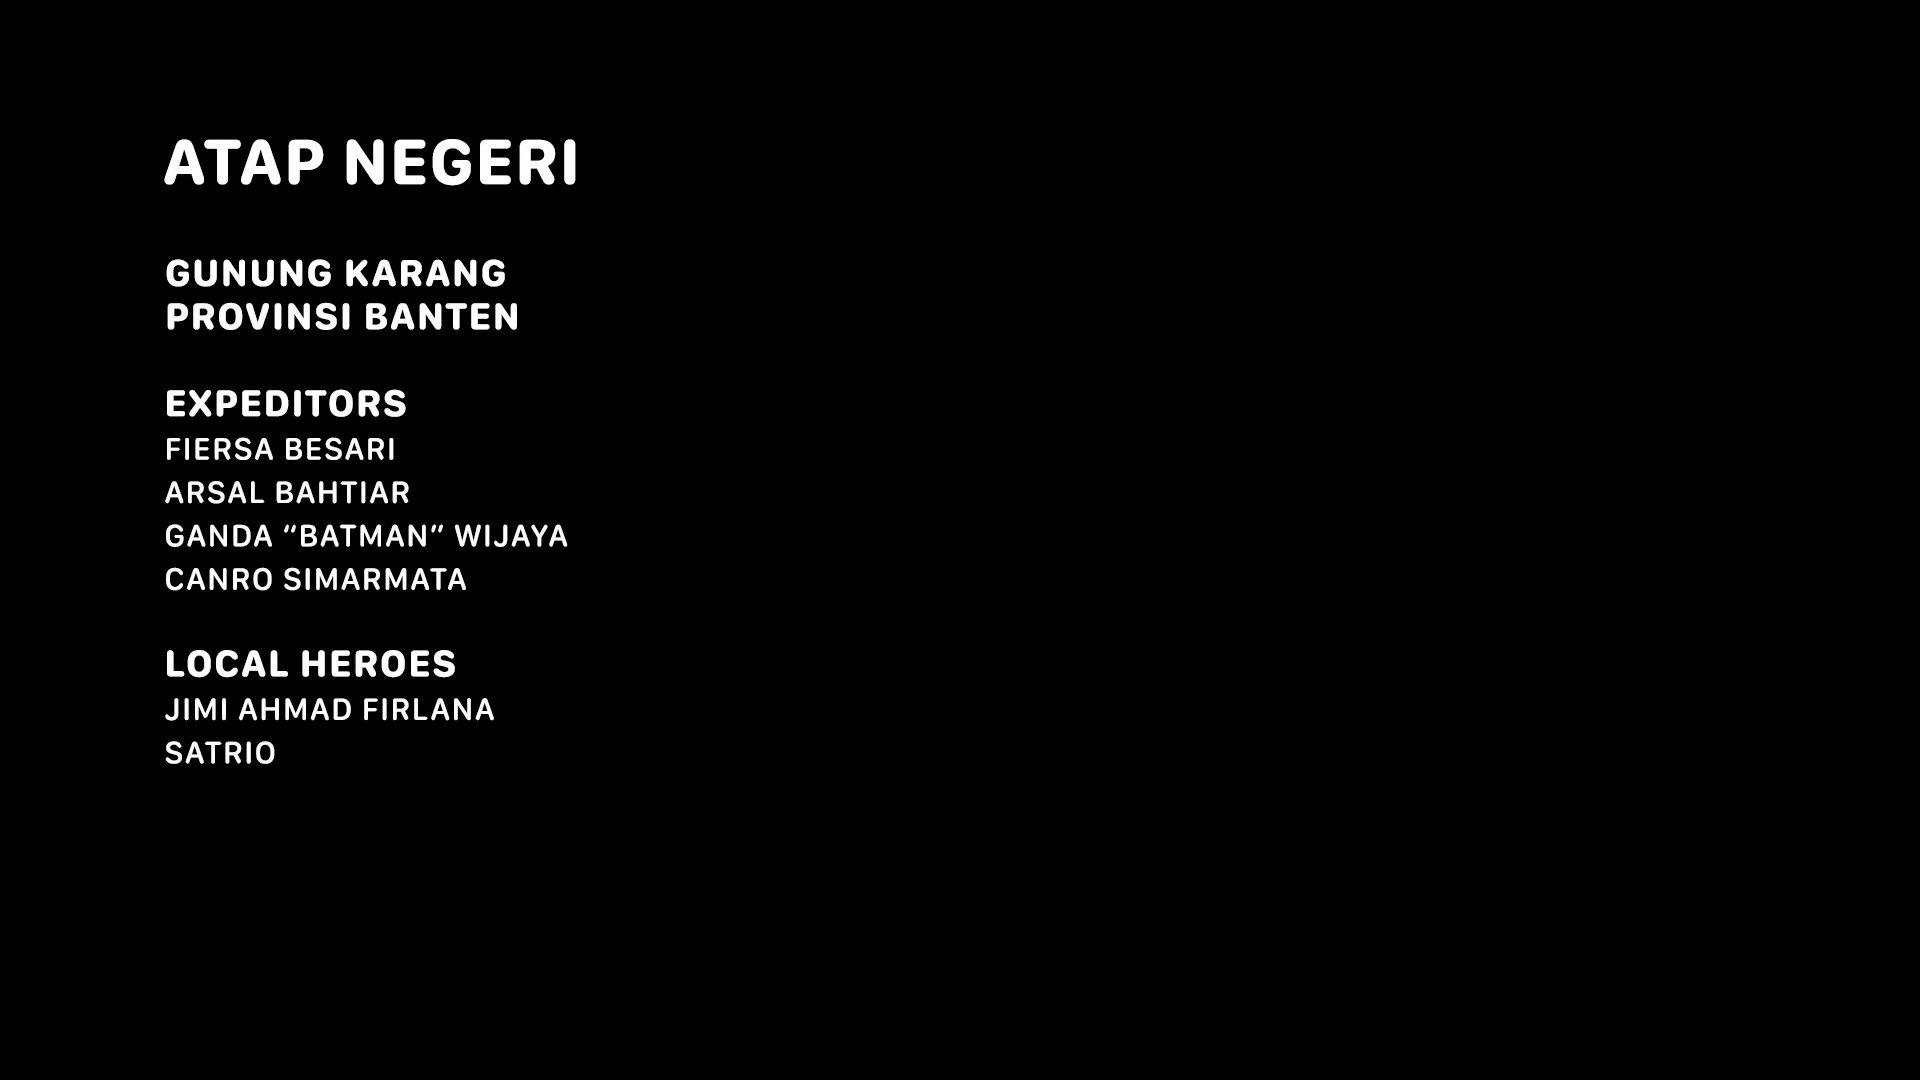 ATAP NEGERI
GUNUNG KARANG
PROVINSI BANTEN
EXPEDITORS
FIERSA BESARI
ARSAL BAHTIAR
GANDA “BATMAN” WIJAYA
CANRO SIMARMATA
LOCAL HEROES
JIMI AHMAD FIRLANA
SATRIO